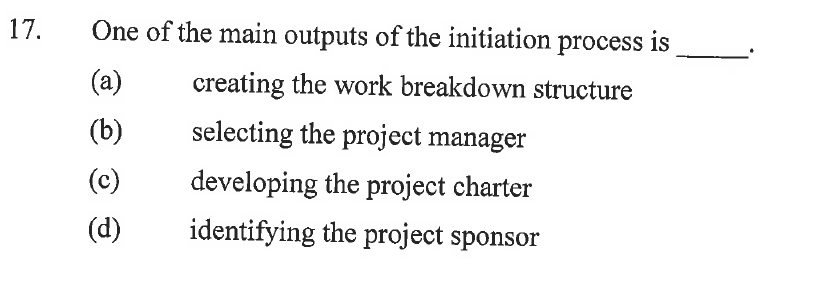 17. One of the main outputs of the initiation process is _____.
(a) creating the work breakdown structure
(b) selecting the project manager
(c) developing the project charter
(d) identifying the project sponsor